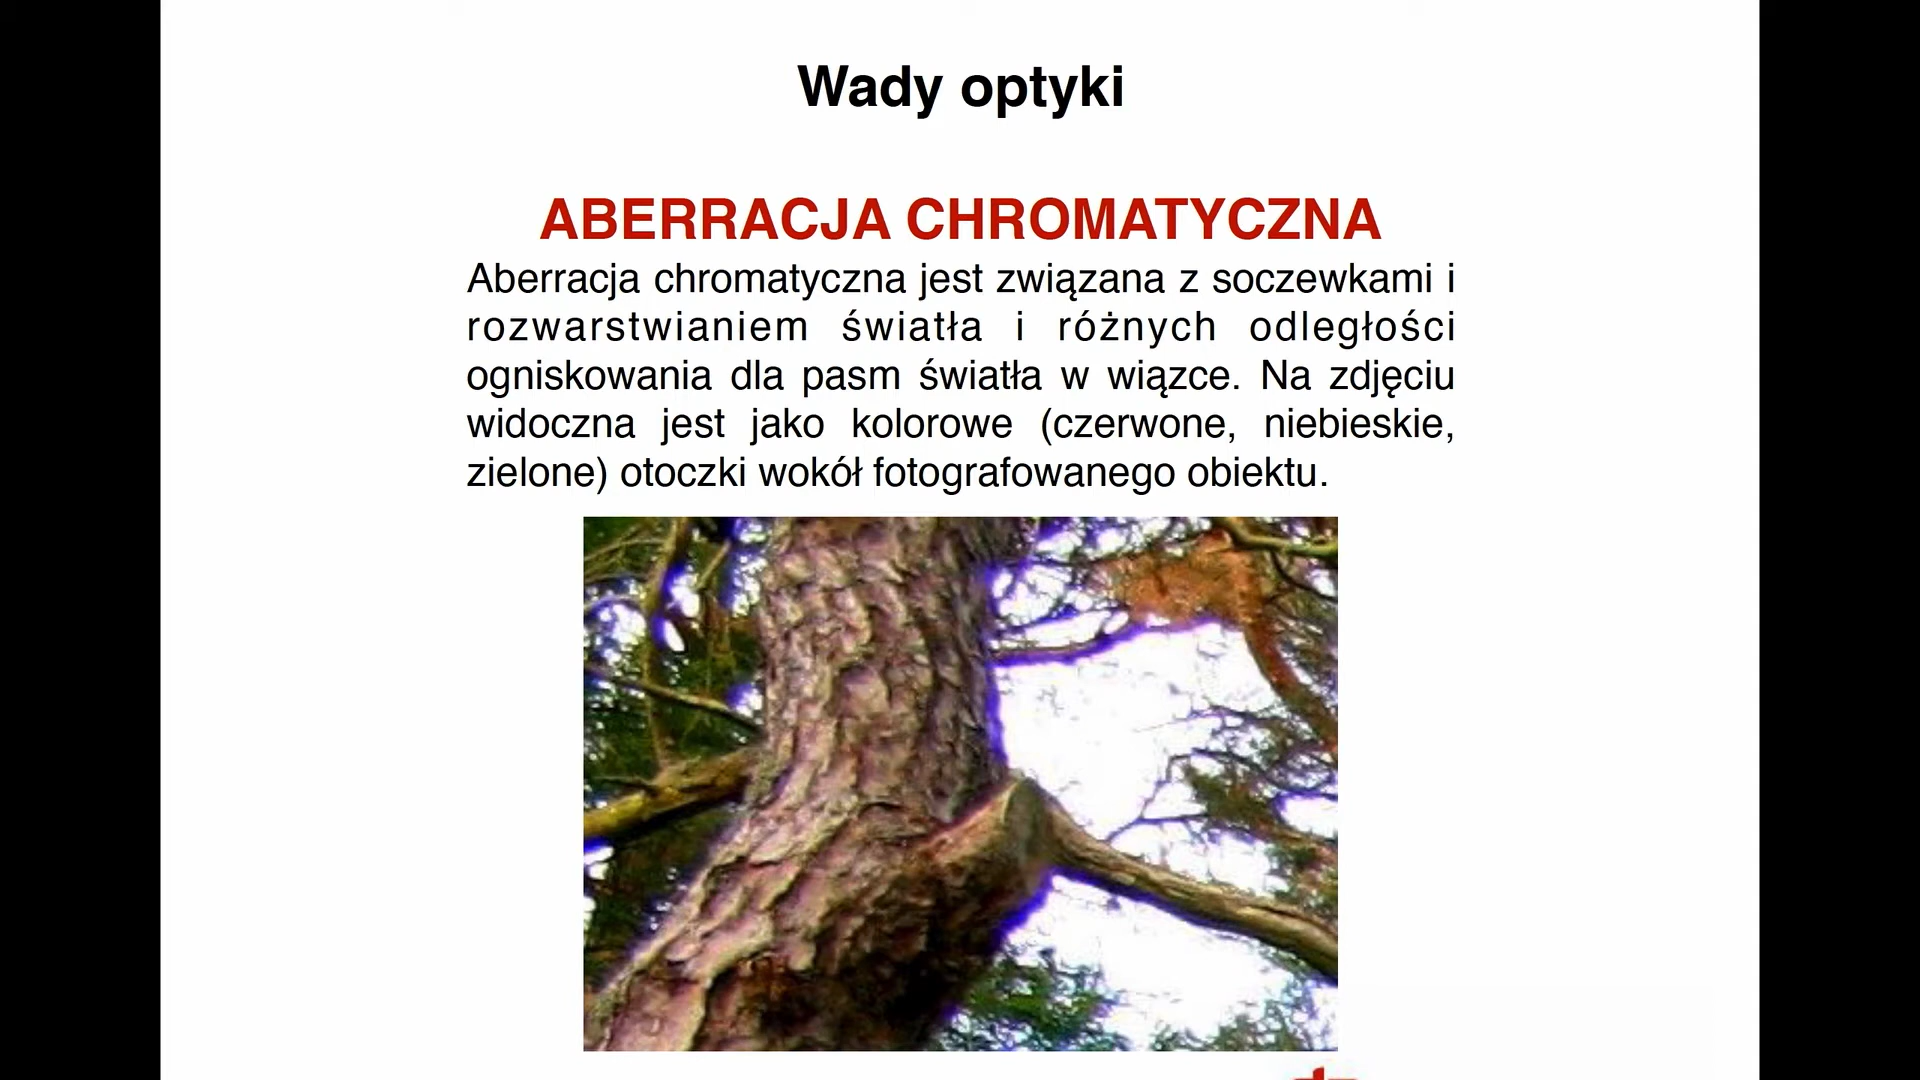 Wady optyki
ABERRACJA CHROMATYCZNA
Aberracja chromatyczna jest związana z soczewkami i
rozwarstwianiem światła i różnych odległości
ogniskowania dla pasm światła w wiązce. Na zdjęciu
widoczna jest jako kolorowe (czerwone, niebieskie,
zielone) otoczki wokół fotografowanego obiektu.